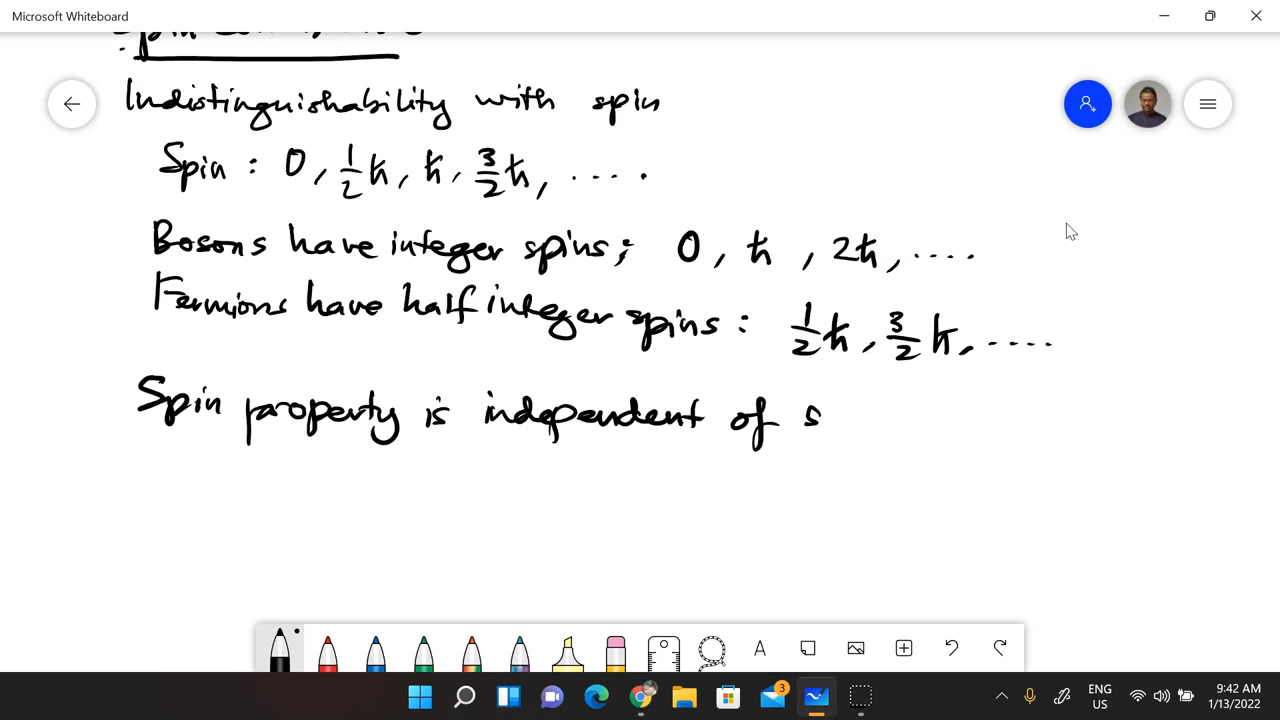 Microsoft Whiteboard
Indistinguishability with spin
Spin : 0, 1/2 ħ, ħ, 3/2 ħ, ....
Bosons have integer spins; 0, ħ, 2ħ, ....
Fermions have half integer spins : 1/2 ħ, 3/2 ħ, ....
Spin property is independent of s
A
3
ENG
US
9:42 AM
1/13/2022